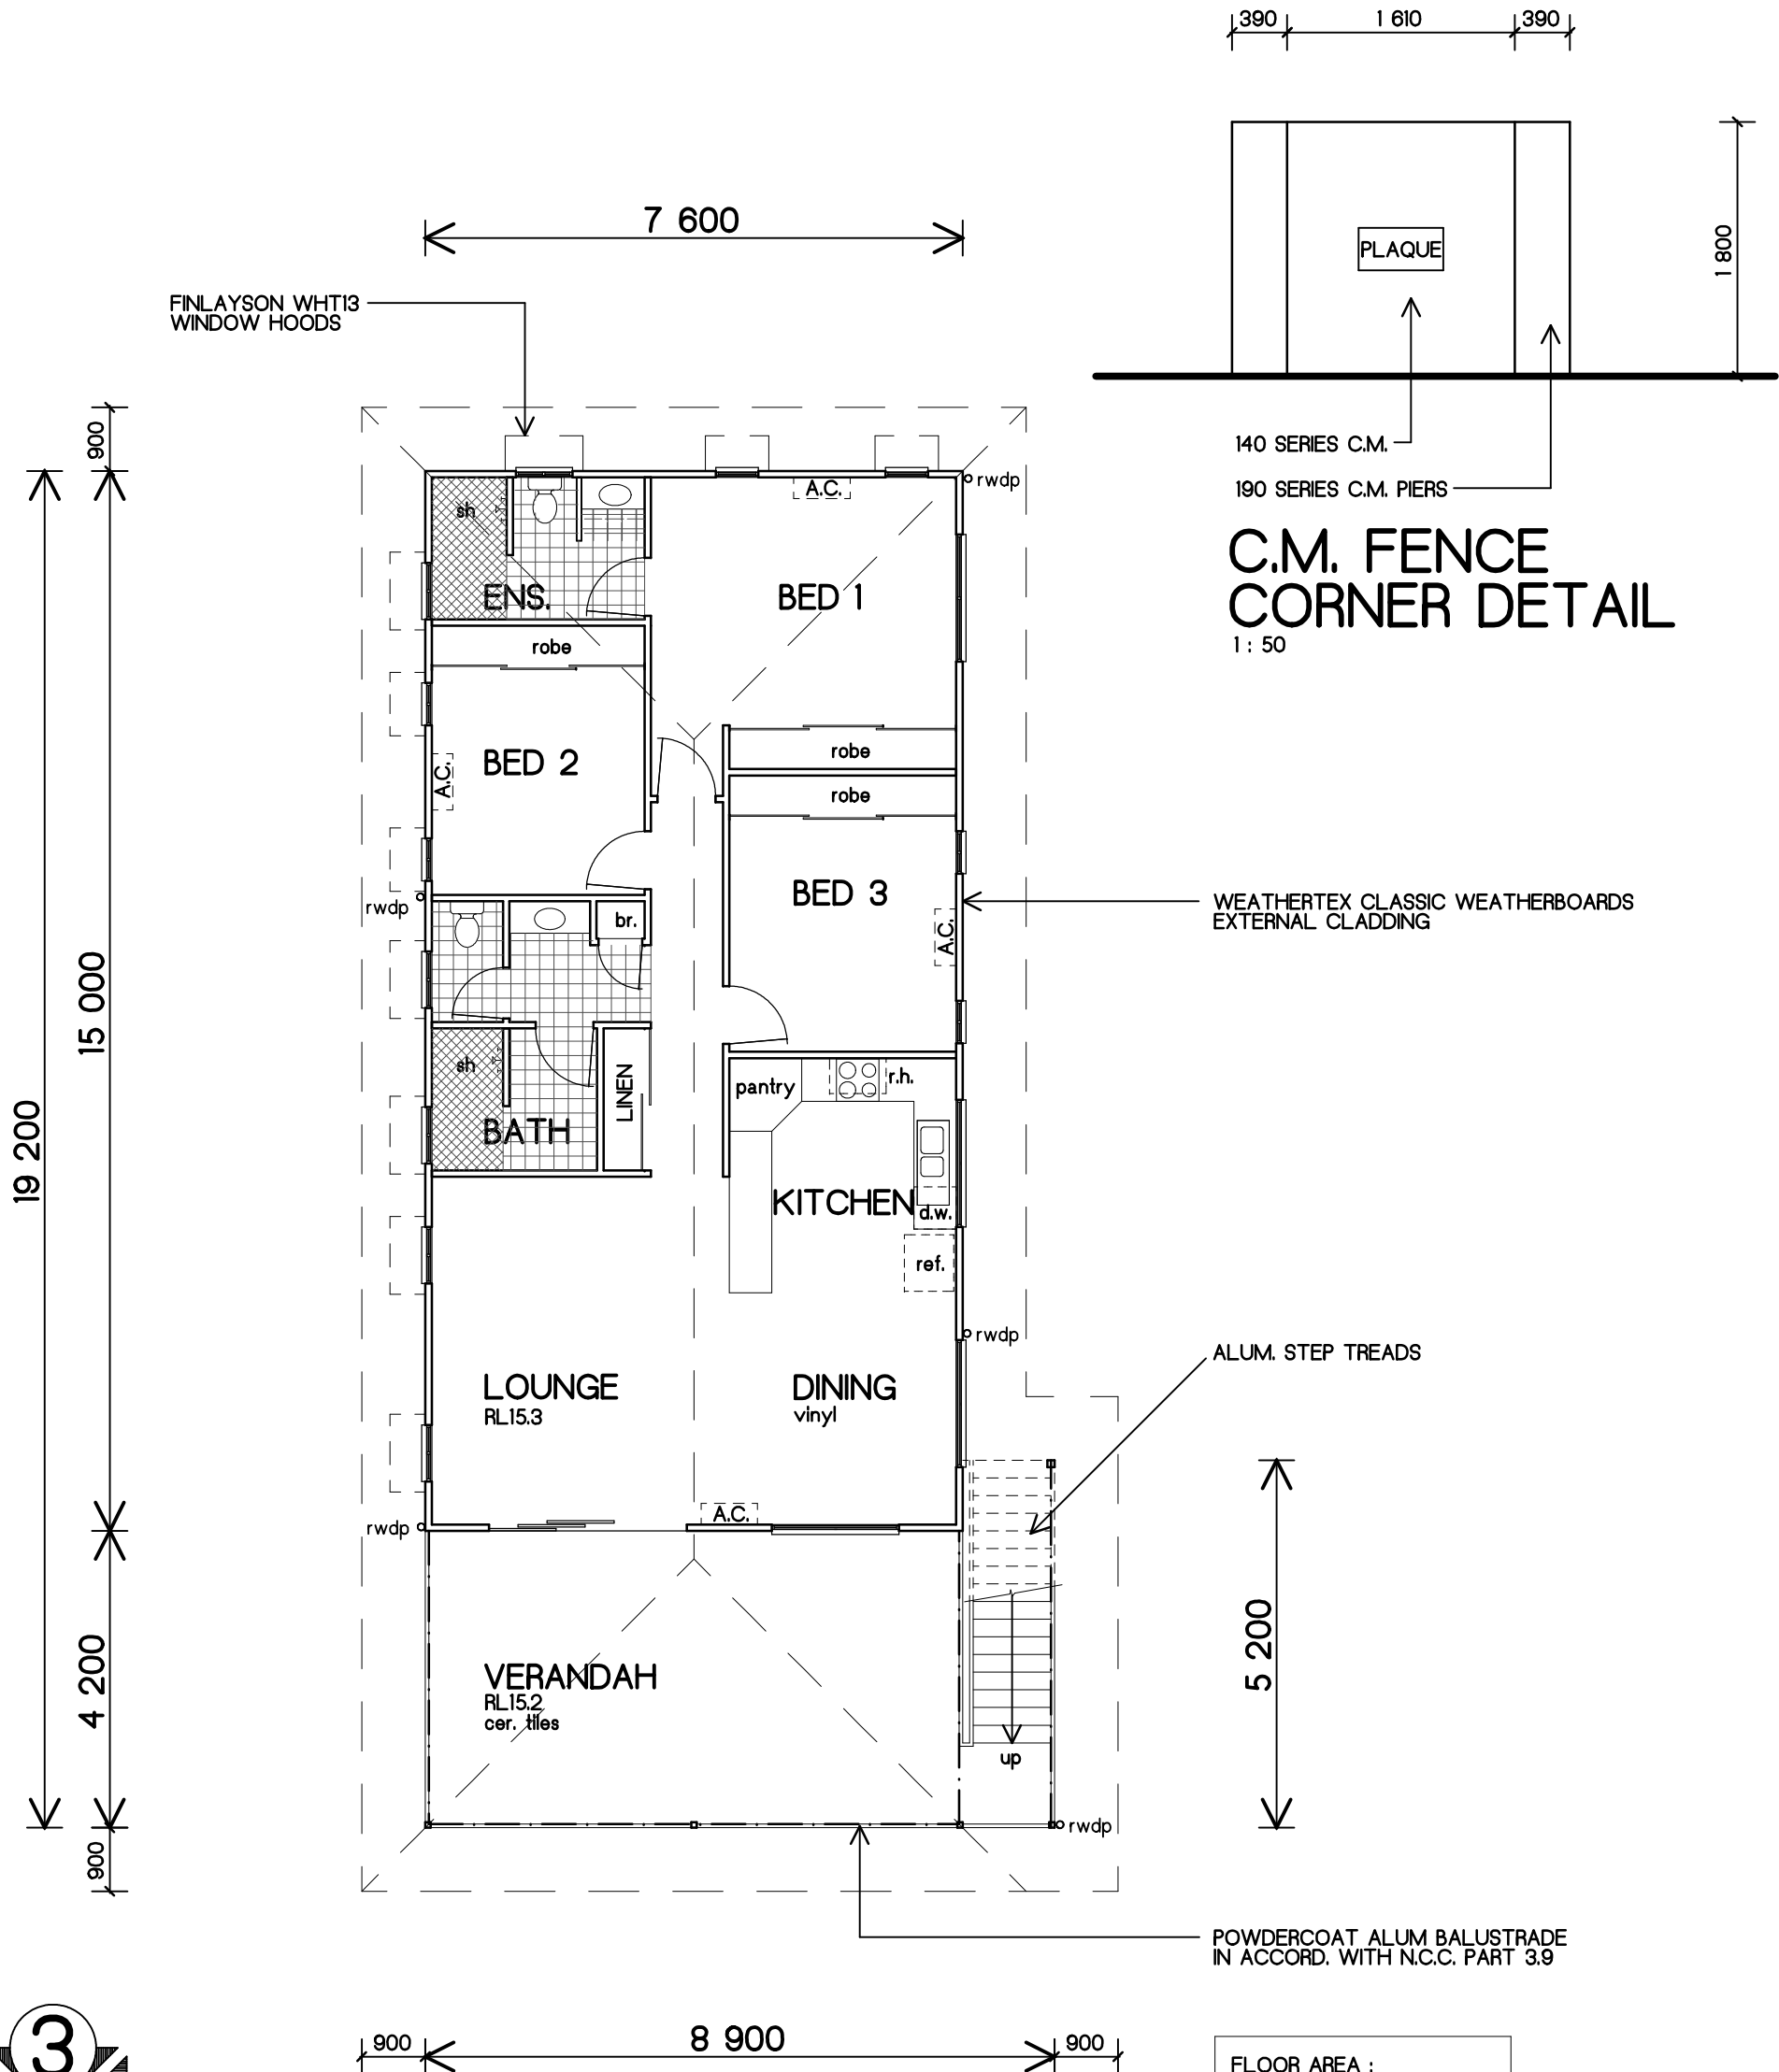 390 1 610 390
7 600
PLAQUE
1 800
FINLAYSON WHT13
WINDOW HOODS
900
140 SERIES C.M.
190 SERIES C.M. PIERS
C.M. FENCE
CORNER DETAIL
1 : 50
A.C.
rwdp
sh
ENS.
BED 1
robe
BED 2
A.C.
robe
robe
BED 3
rwdp
br.
A.C.
WEATHERTEX CLASSIC WEATHERBOARDS
EXTERNAL CLADDING
15 000
19 200
sh
BATH
LINEN
pantry
r.h.
KITCHEN
d.w.
ref.
rwdp
ALUM. STEP TREADS
LOUNGE
RL15.3
DINING
vinyl
A.C.
rwdp
4 200
5 200
VERANDAH
RL15.2
cer. tiles
up
rwdp
900
POWDERCOAT ALUM BALUSTRADE
IN ACCORD. WITH N.C.C. PART 3.9
3
900 8 900 900
FLOOR AREA :